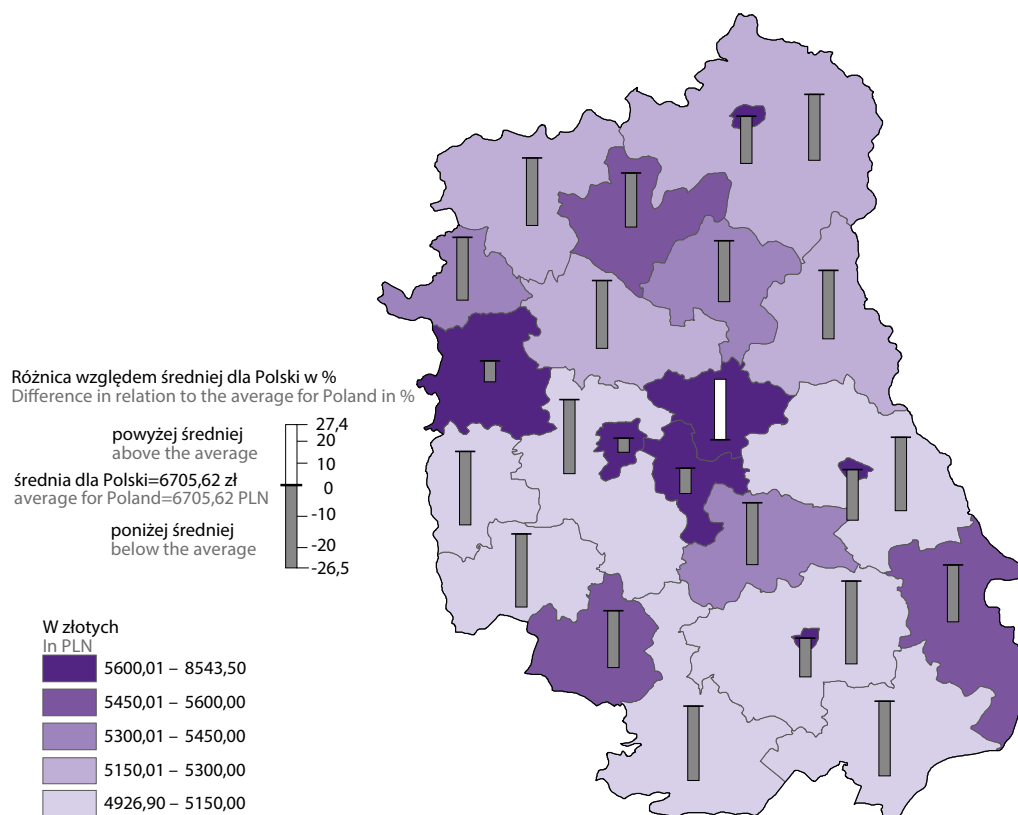 Różnica względem średniej dla Polski w %
Difference in relation to the average for Poland in %
powyżej średniej
above the average
średnia dla Polski=6705,62 zł
average for Poland=6705,62 PLN
poniżej średniej
below the average
27,4
20
10
0
-10
-20
-26,5
W złotych
In PLN
5600,01 – 8543,50
5450,01 – 5600,00
5300,01 – 5450,00
5150,01 – 5300,00
4926,90 – 5150,00